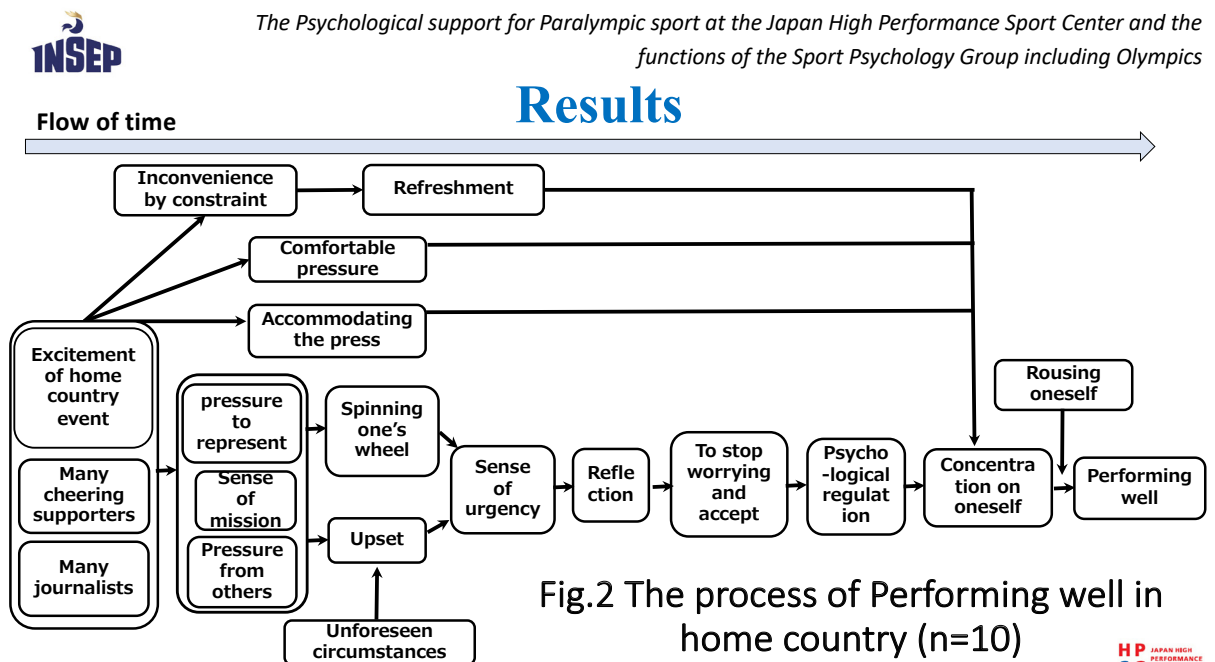 INSEP
The Psychological support for Paralympic sport at the Japan High Performance Sport Center and the
functions of the Sport Psychology Group including Olympics
Results
Flow of time
Inconvenience
by constraint
Refreshment
Comfortable
pressure
Accommodating
the press
Excitement
of home
country
event
Many
cheering
supporters
Many
journalists
pressure
to
represent
Sense
of
mission
Pressure
from
others
Spinning
one's
wheel
Upset
Unforeseen
circumstances
Sense
of
urgency
Refle
ction
To stop
worrying
and
accept
Psycho
-logical
regulat
ion
Concentra
tion on
oneself
Rousing
oneself
Performing
well
Fig.2 The process of Performing well in
home country (n=10)
HP JAPAN HIGH
PERFORMANCE